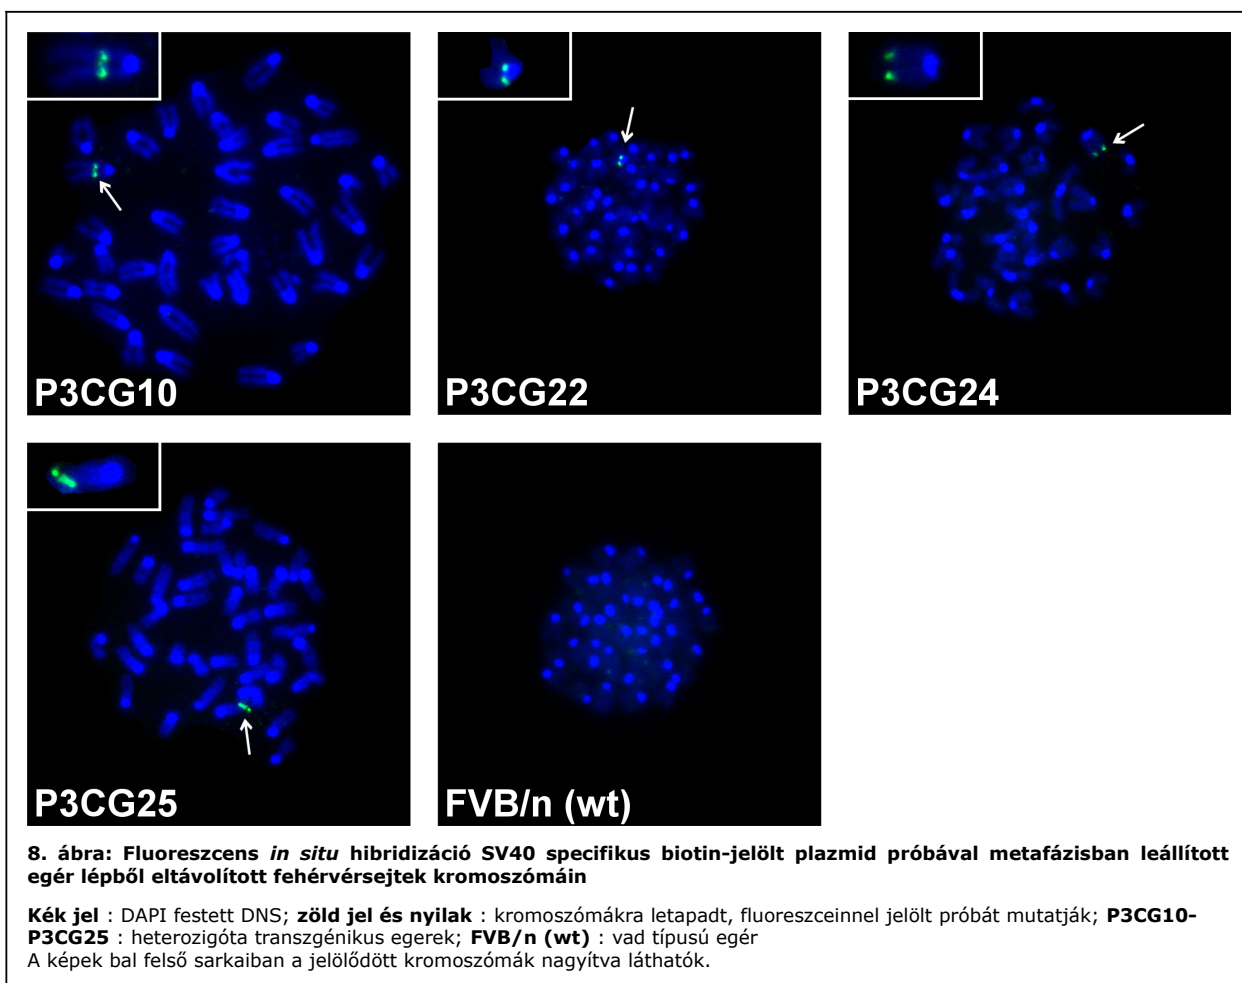 P3CG10
P3CG22
P3CG24
P3CG25
FVB/n (wt)
8. ábra: Fluoreszcens in situ hibridizáció SV40 specifikus biotin-jelölt plazmid próbával metafázisban leállított
egér lépből eltávolított fehérvérsejtek kromoszómáin
Kék jel : DAPI festett DNS; zöld jel és nyilak : kromoszómákra letapadt, fluoreszceinnel jelölt próbát mutatják; P3CG10-
P3CG25 : heterozigóta transzgénikus egerek; FVB/n (wt) : vad típusú egér
A képek bal felső sarkaiban a jelölődött kromoszómák nagyítva láthatók.